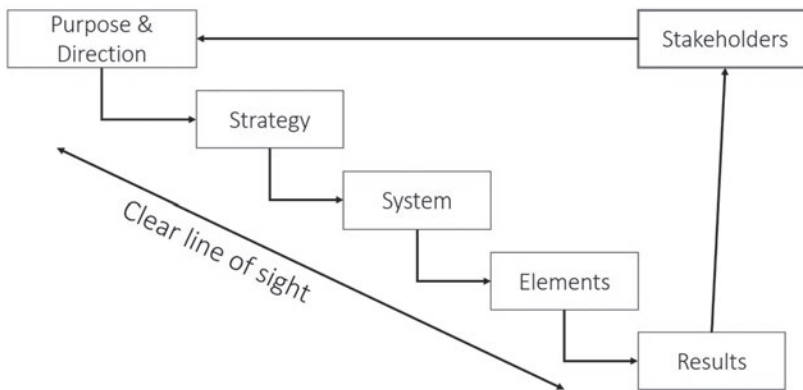 Purpose &
Direction
Stakeholders
Strategy
System
Clear line of sight
Elements
Results